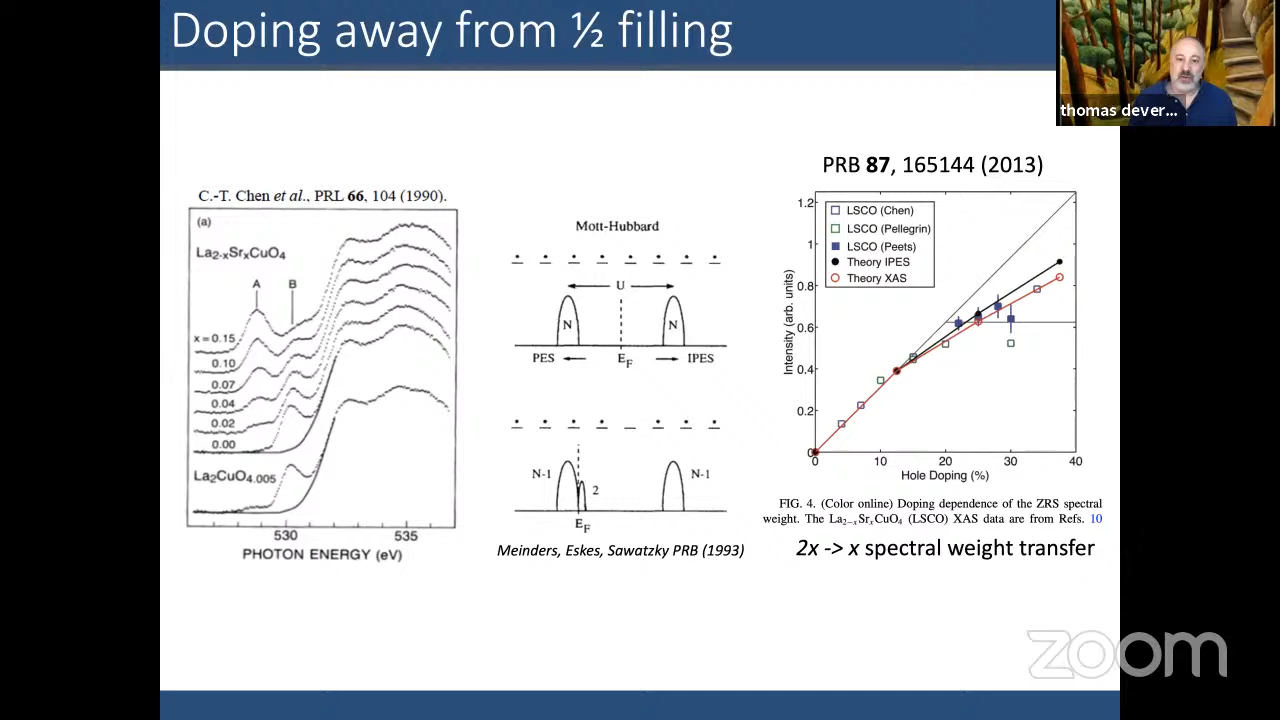 Doping away from ½ filling
thomas dever...
C.-T. Chen et al., PRL 66, 104 (1990).
(a)
La2-xSrxCuO4
A
B
x = 0.15
0.10
0.07
0.04
0.02
0.00
La2CuO4.005
530
535
PHOTON ENERGY (eV)
Mott-Hubbard
U
N
N
PES
EF
IPES
N-1
2
N-1
EF
Meinders, Eskes, Sawatzky PRB (1993)
PRB 87, 165144 (2013)
LSCO (Chen)
LSCO (Pellegrin)
LSCO (Peets)
Theory IPES
Theory XAS
Intensity (arb. units)
1.2
1
0.8
0.6
0.4
0.2
0
0
10
20
30
40
Hole Doping (%)
FIG. 4. (Color online) Doping dependence of the ZRS spectral
weight. The La2−xSrxCuO4 (LSCO) XAS data are from Refs. 10
2x -> x spectral weight transfer
zoom